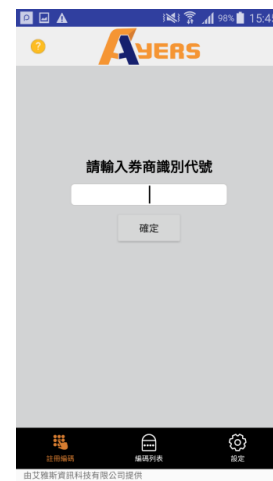 98% 15:45
?
AYERS
請輸入券商識別代號
確定
註冊編碼 編碼列表 設定
由艾雅斯資訊科技有限公司提供